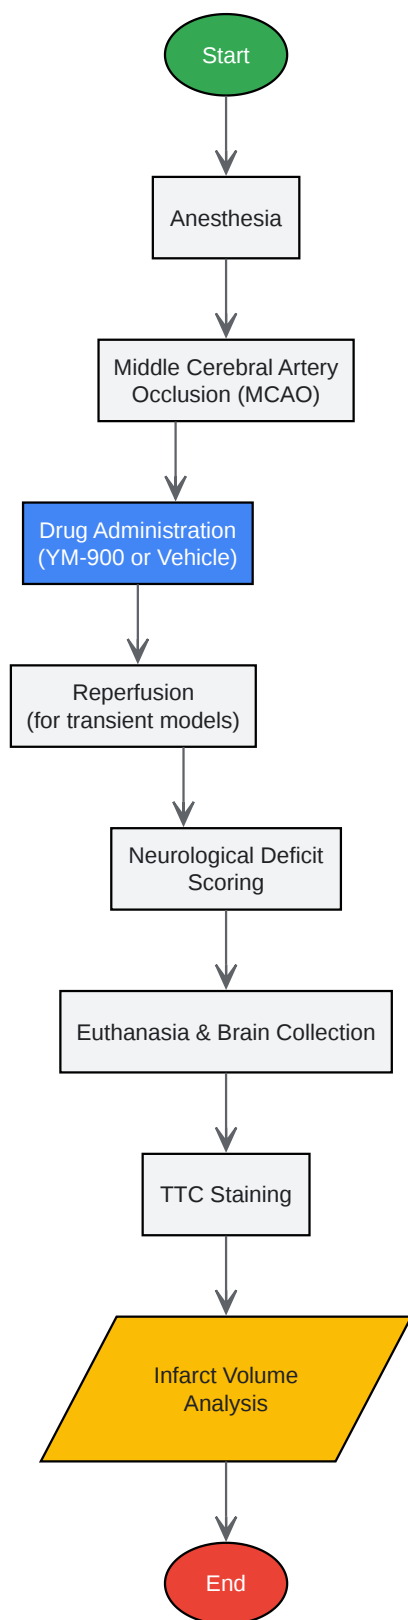 Start
Anesthesia
Middle Cerebral Artery
Occlusion (MCAO)
Drug Administration
(YM-900 or Vehicle)
Reperfusion
(for transient models)
Neurological Deficit
Scoring
Euthanasia & Brain Collection
TTC Staining
Infarct Volume
Analysis
End